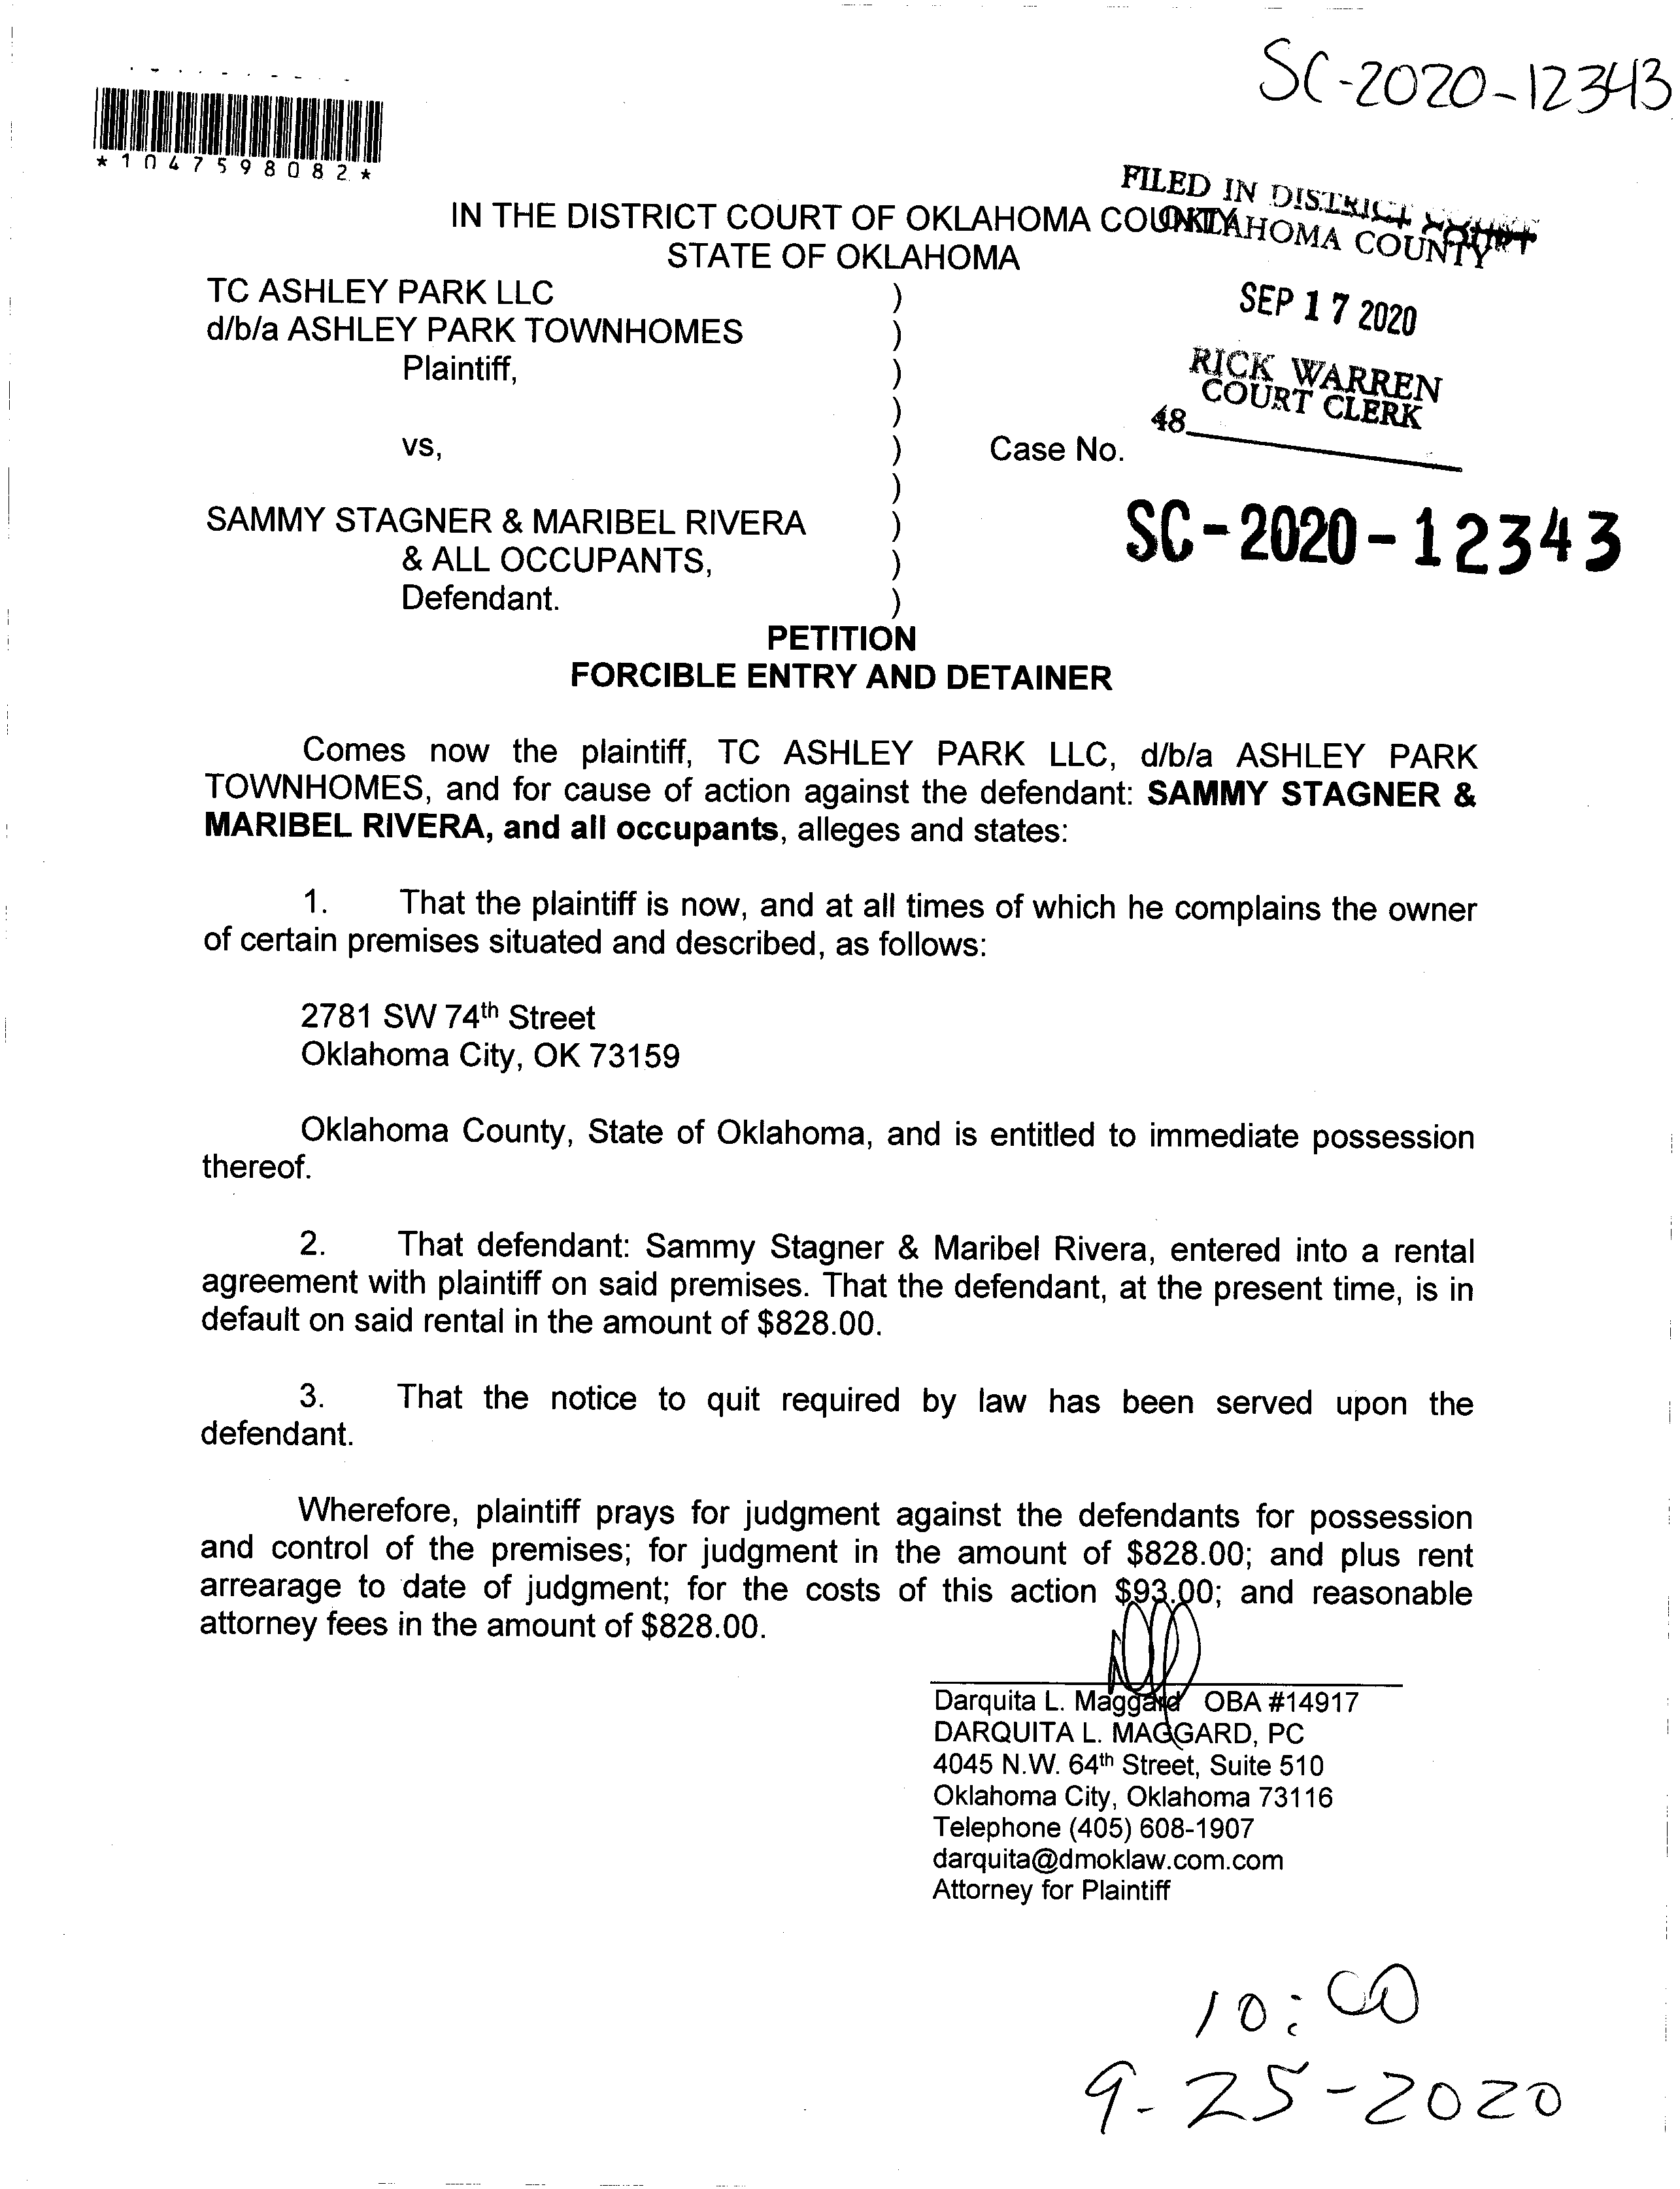 SC-2020-12343
*1047598082*
FILED IN DISTRICT COURT
OKLAHOMA COUNTY
IN THE DISTRICT COURT OF OKLAHOMA COUNTY
STATE OF OKLAHOMA
TC ASHLEY PARK LLC )
d/b/a ASHLEY PARK TOWNHOMES )
Plaintiff, )
)
vs, ) Case No.
)
SAMMY STAGNER & MARIBEL RIVERA )
& ALL OCCUPANTS, )
Defendant. )
SEP 17 2020
RICK WARREN
COURT CLERK
48
SC-2020-12343
PETITION
FORCIBLE ENTRY AND DETAINER
Comes now the plaintiff, TC ASHLEY PARK LLC, d/b/a ASHLEY PARK
TOWNHOMES, and for cause of action against the defendant: SAMMY STAGNER &
MARIBEL RIVERA, and all occupants, alleges and states:
1. That the plaintiff is now, and at all times of which he complains the owner
of certain premises situated and described, as follows:
2781 SW 74th Street
Oklahoma City, OK 73159
Oklahoma County, State of Oklahoma, and is entitled to immediate possession
thereof.
2. That defendant: Sammy Stagner & Maribel Rivera, entered into a rental
agreement with plaintiff on said premises. That the defendant, at the present time, is in
default on said rental in the amount of $828.00.
3. That the notice to quit required by law has been served upon the
defendant.
Wherefore, plaintiff prays for judgment against the defendants for possession
and control of the premises; for judgment in the amount of $828.00; and plus rent
arrearage to date of judgment; for the costs of this action $93.00; and reasonable
attorney fees in the amount of $828.00.
Darquita L. Maggard OBA #14917
DARQUITA L. MAGGARD, PC
4045 N.W. 64th Street, Suite 510
Oklahoma City, Oklahoma 73116
Telephone (405) 608-1907
darquita@dmoklaw.com.com
Attorney for Plaintiff
10:00
9-25-2020